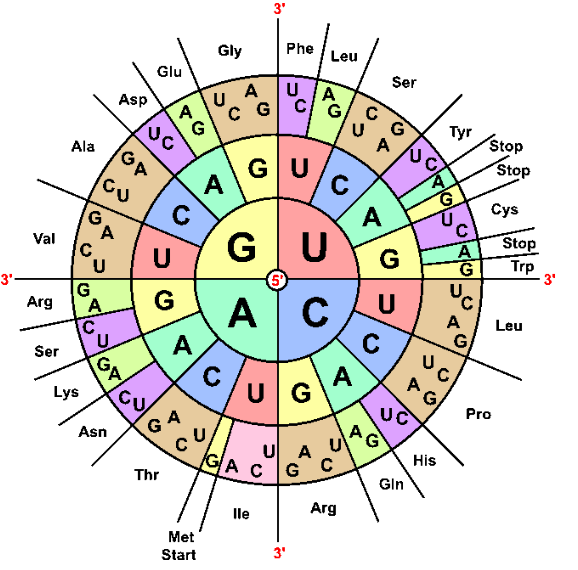 3'
Phe
Leu
Ser
Tyr
Stop
Stop
Cys
Stop
Trp
3'
Leu
Pro
His
Gln
Arg
3'
Ile
Met
Start
Thr
Asn
Lys
Ser
Arg
3'
Val
Ala
Asp
Glu
Gly
5'
U
C
A
G
U
C
A
G
U
C
A
G
U
C
A
G
U
C
A
G
U C
A G
U C A G
U C
A
G
U C
A
G
U C A G
U C A G
U C
A G
U C A G
U C A
G
U C A G
U C
A G
U C
A G
U C A G
U C A G
U C
A G
U C A G